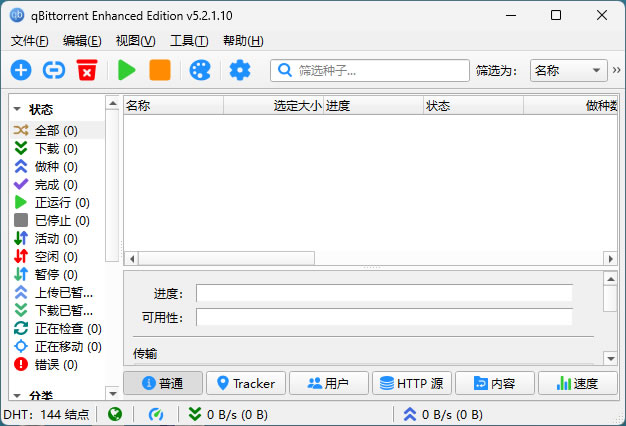 qBittorrent Enhanced Edition v5.2.1.10
文件(F) 编辑(E) 视图(V) 工具(T) 帮助(H)
筛选种子... 筛选为： 名称 »
状态
全部 (0)
下载 (0)
做种 (0)
完成 (0)
正运行 (0)
已停止 (0)
活动 (0)
空闲 (0)
暂停 (0)
上传已暂...
下载已暂...
正在检查 (0)
正在移动 (0)
错误 (0)
分类
名称 选定大小 进度 状态 做种数
进度：
可用性：
传输
普通 Tracker 用户 HTTP 源 内容 速度
DHT：144 结点 0 B/s (0 B) 0 B/s (0 B)